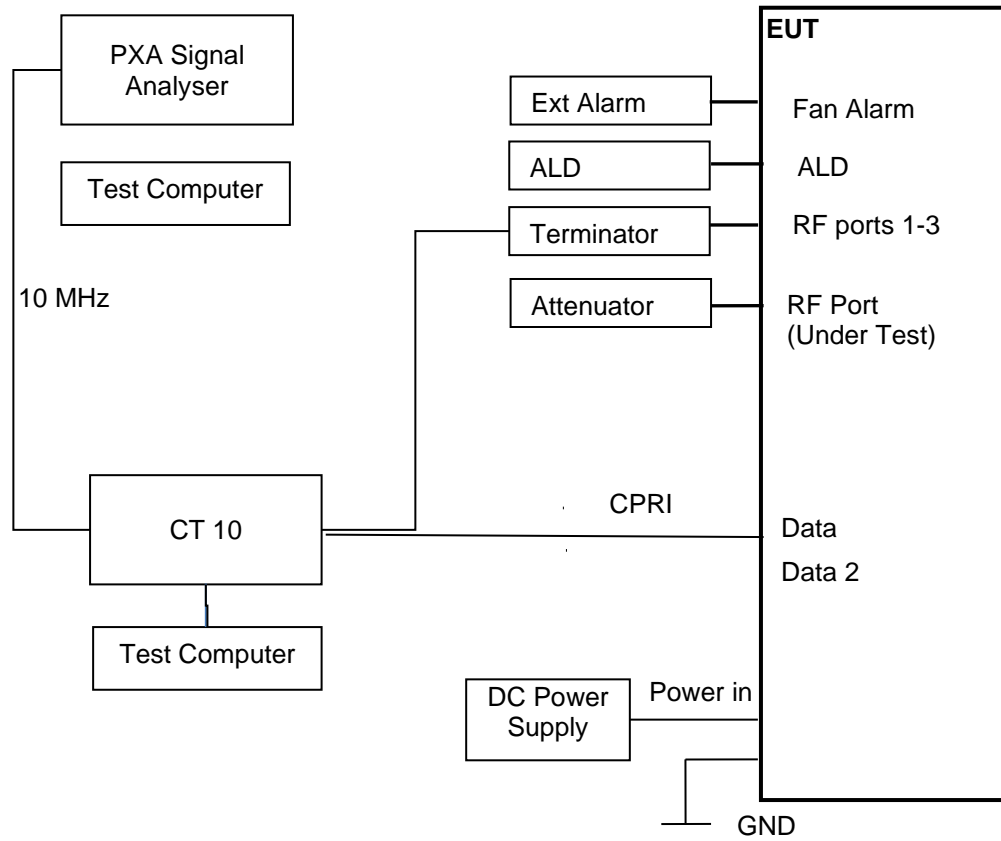 EUT
PXA Signal
Analyser
Ext Alarm
Fan Alarm
Test Computer
ALD
ALD
Terminator
RF ports 1-3
10 MHz
Attenuator
RF Port
(Under Test)
CPRI
CT 10
Data
Data 2
Test Computer
DC Power
Supply
Power in
GND